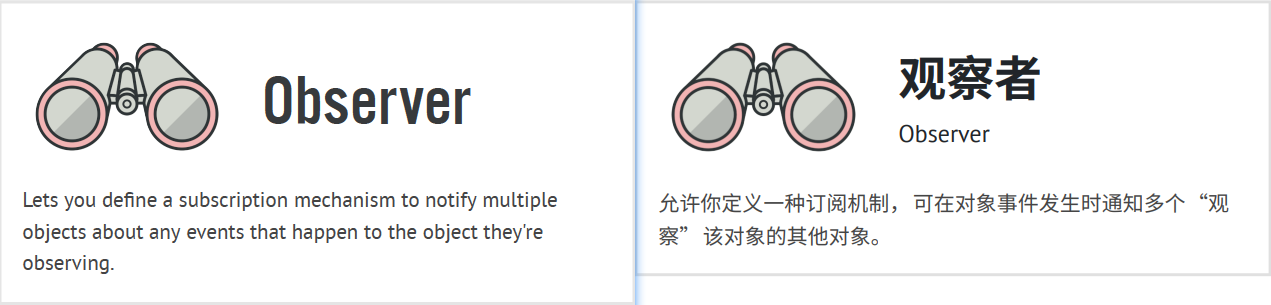 Observer
Lets you define a subscription mechanism to notify multiple
objects about any events that happen to the object they're
observing.
观察者
Observer
允许你定义一种订阅机制，可在对象事件发生时通知多个“观
察”该对象的其他对象。